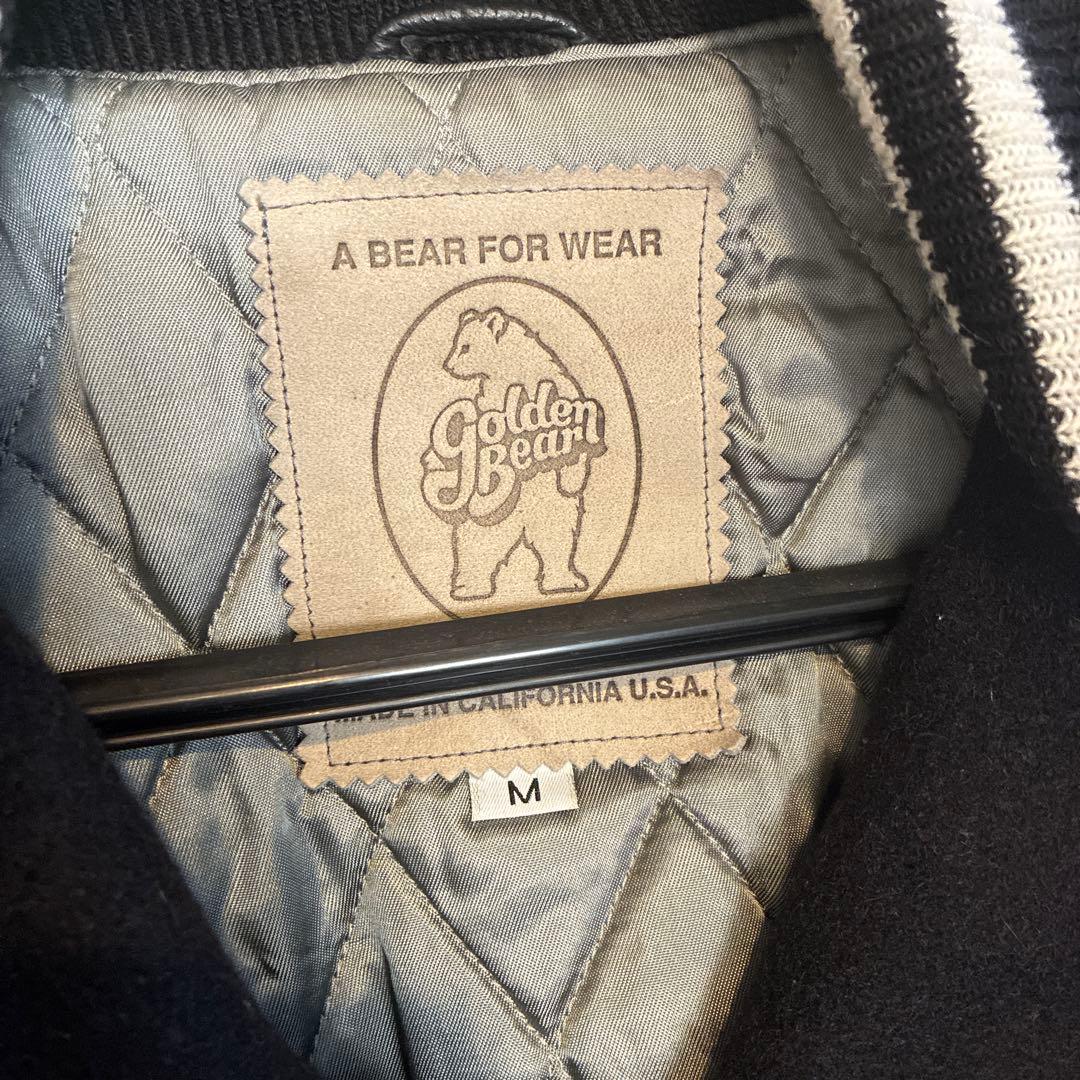 A BEAR FOR WEAR
Golden
Bear
MADE IN CALIFORNIA U.S.A.
M